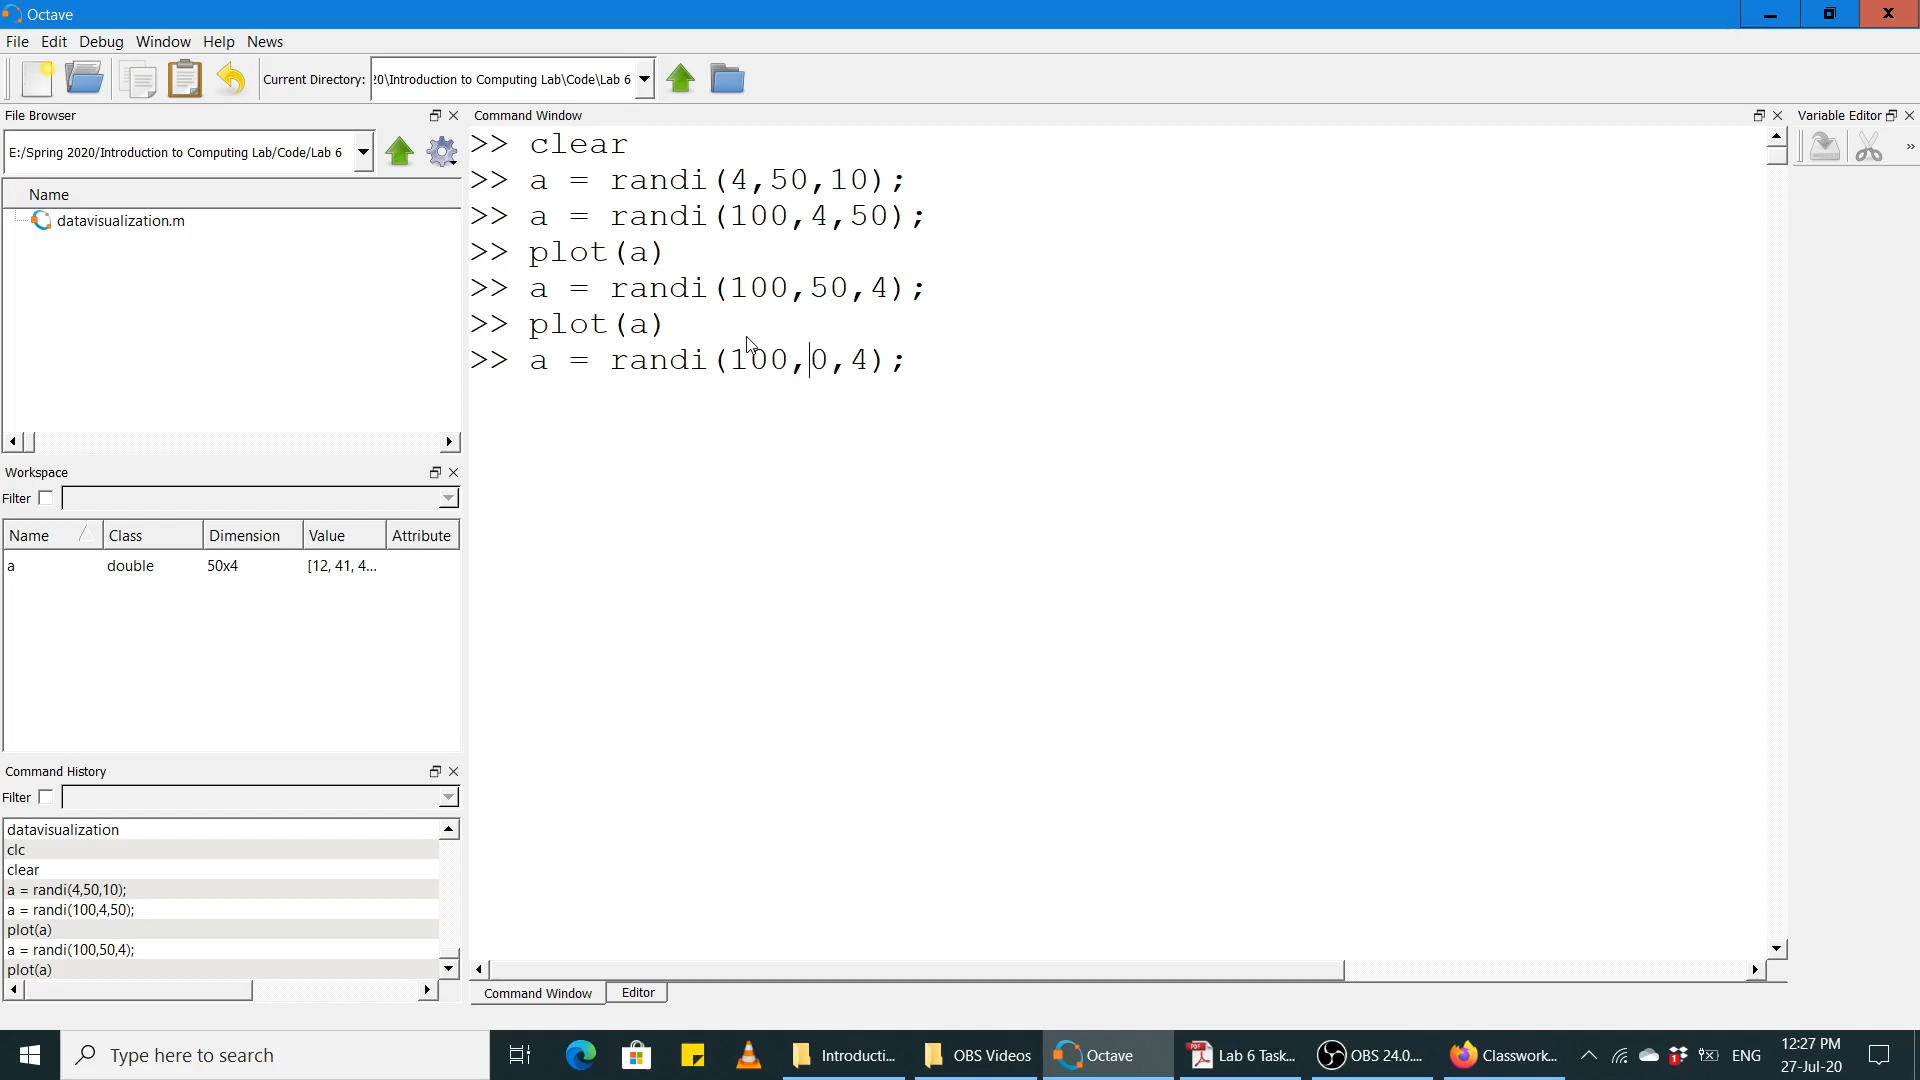 Octave
File Edit Debug Window Help News
Current Directory: 20\Introduction to Computing Lab\Code\Lab 6
File Browser
E:/Spring 2020/Introduction to Computing Lab/Code/Lab 6
Name
datavisualization.m
Workspace
Filter
Name Class Dimension Value Attribute
a double 50x4 [12, 41, 4...
Command History
Filter
datavisualization
clc
clear
a = randi(4,50,10);
a = randi(100,4,50);
plot(a)
a = randi(100,50,4);
plot(a)
Command Window
>> clear
>> a = randi(4,50,10);
>> a = randi(100,4,50);
>> plot(a)
>> a = randi(100,50,4);
>> plot(a)
>> a = randi(100,0,4);
Command Window Editor
Variable Editor
»
Type here to search
Introducti...
OBS Videos
Octave
PDF
Lab 6 Task...
OBS 24.0....
Classwork...
1
ENG
12:27 PM
27-Jul-20